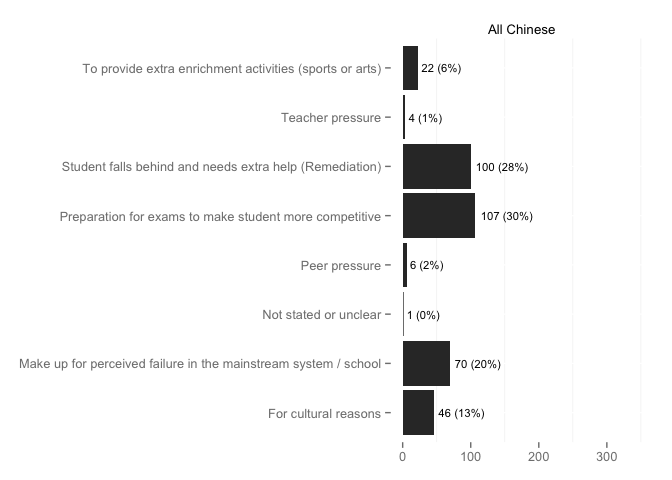 All Chinese
To provide extra enrichment activities (sports or arts) 22 (6%)
Teacher pressure 4 (1%)
Student falls behind and needs extra help (Remediation) 100 (28%)
Preparation for exams to make student more competitive 107 (30%)
Peer pressure 6 (2%)
Not stated or unclear 1 (0%)
Make up for perceived failure in the mainstream system / school 70 (20%)
For cultural reasons 46 (13%)
0 100 200 300